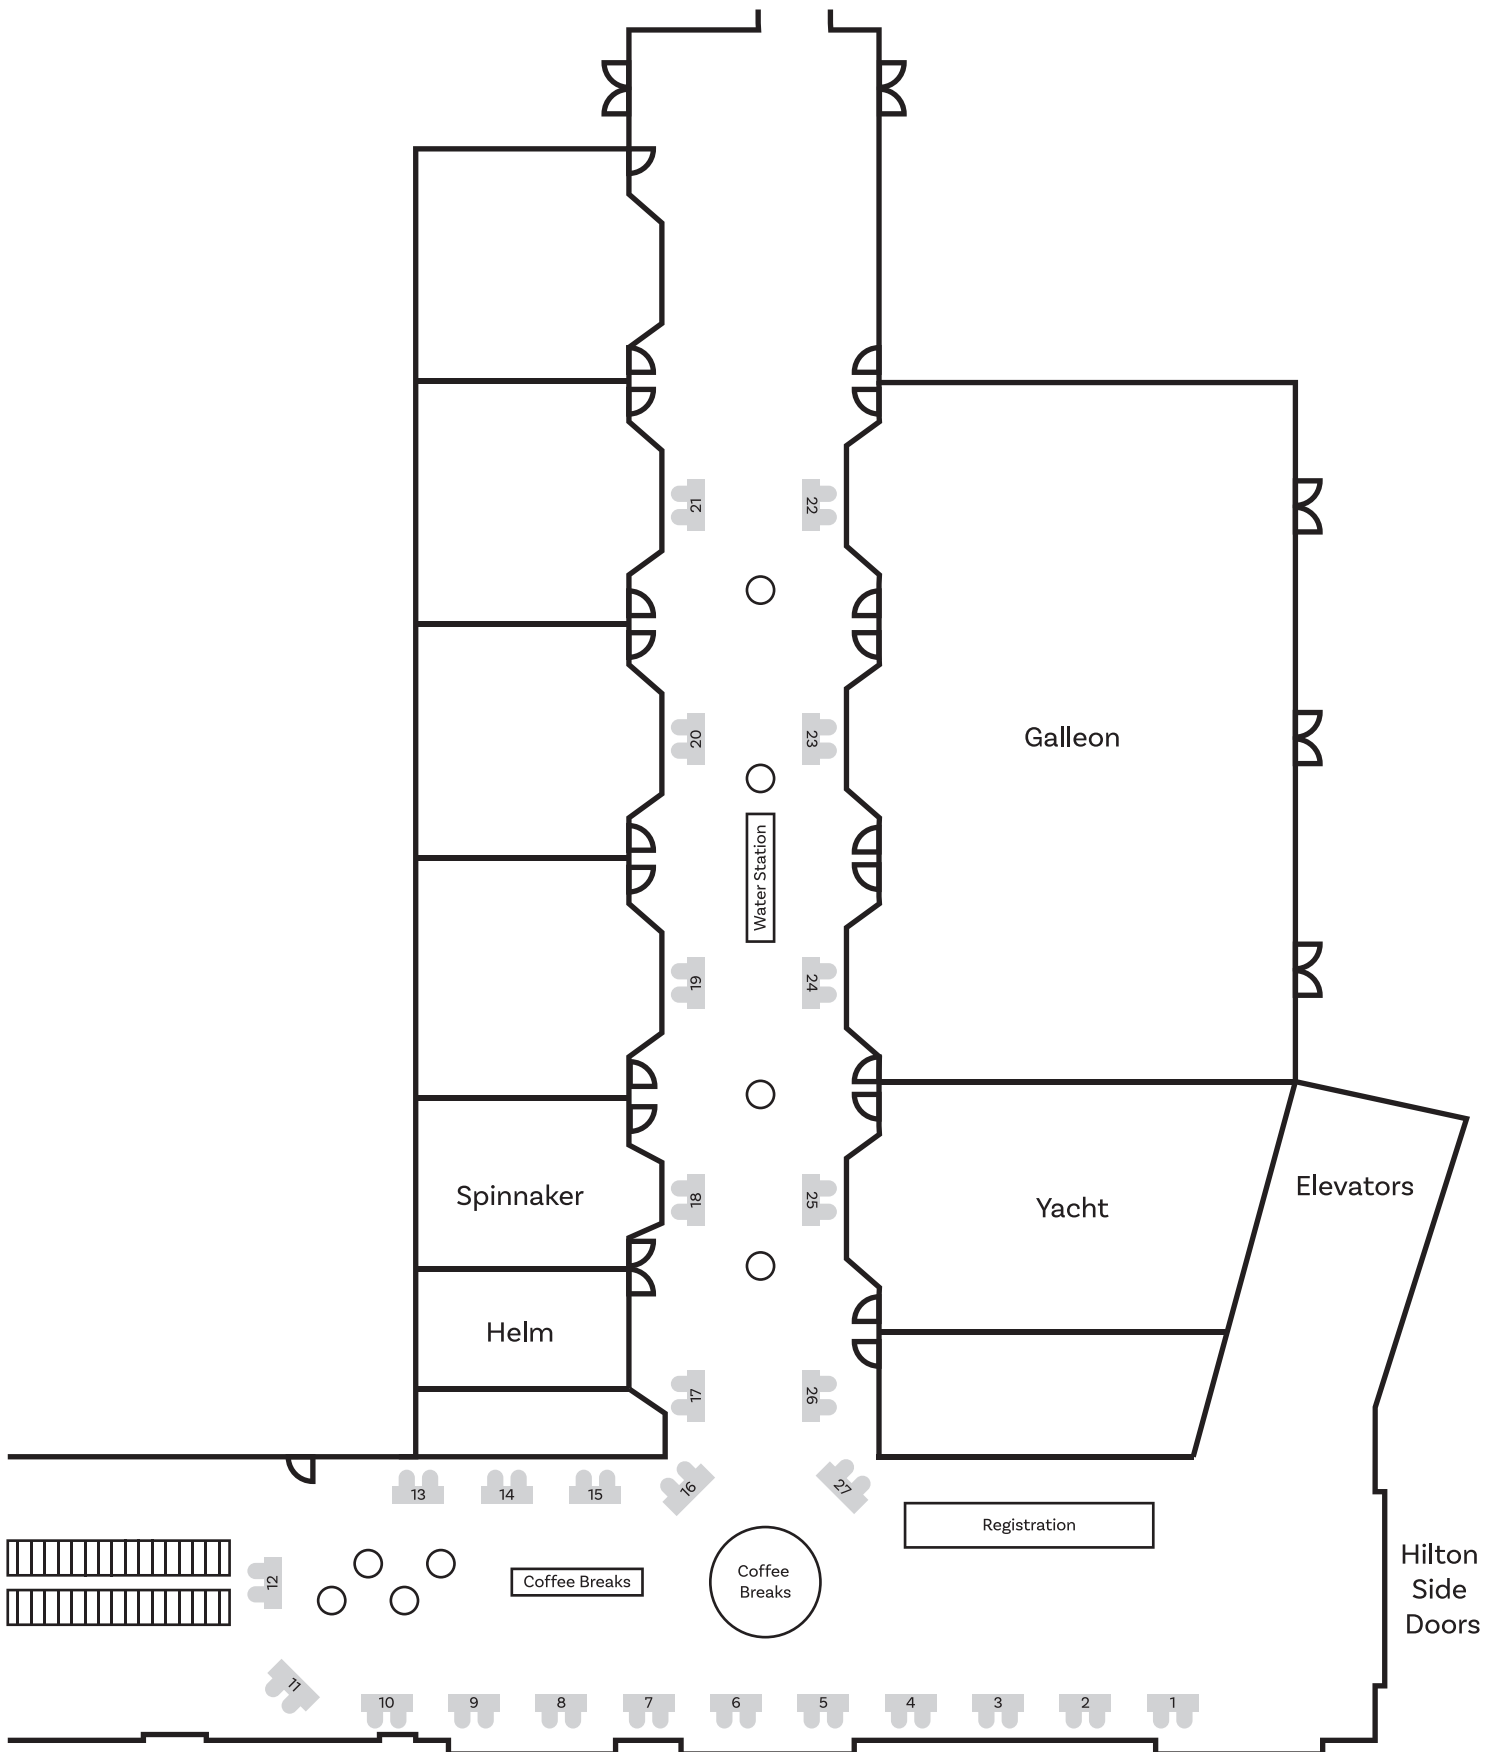 21
22
20
23
Galleon
Water Station
19
24
Spinnaker
18
25
Yacht
Elevators
Helm
17
26
13
14
15
16
27
Registration
12
Coffee Breaks
Coffee
Breaks
Hilton
Side
Doors
11
10
9
8
7
6
5
4
3
2
1